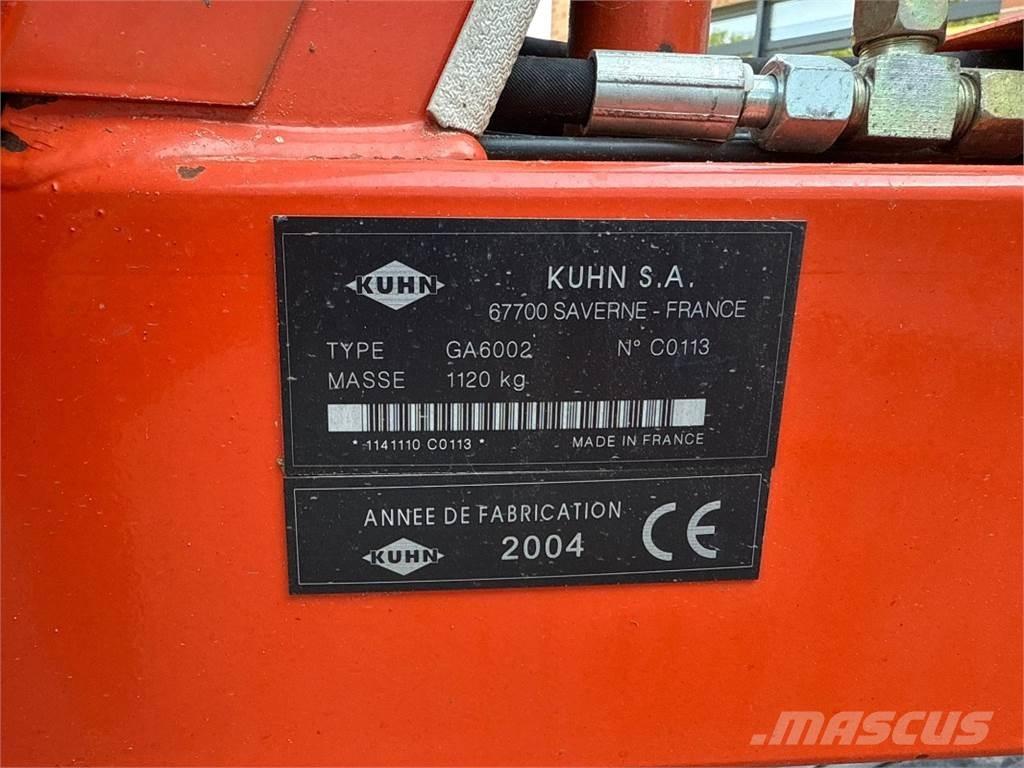 KUHN
KUHN S.A.
67700 SAVERNE - FRANCE
TYPE GA6002 N° C0113
MASSE 1120 kg
* 1141110 C0113 * MADE IN FRANCE
ANNEE DE FABRICATION
KUHN 2004 CE
MASCUS